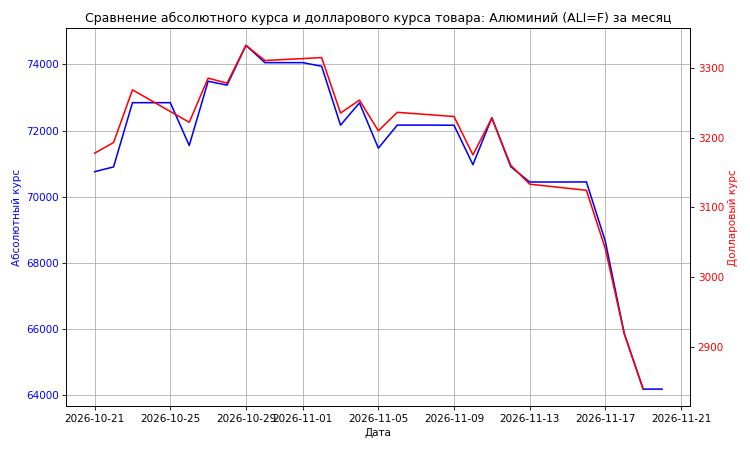 Сравнение абсолютного курса и долларового курса товара: Алюминий (ALI=F) за месяц
Абсолютный курс
74000
72000
70000
68000
66000
64000
3300
3200
3100
3000
2900
Долларовый курс
2026-10-21 2026-10-25 2026-10-29 2026-11-01 2026-11-05 2026-11-09 2026-11-13 2026-11-17 2026-11-21
Дата